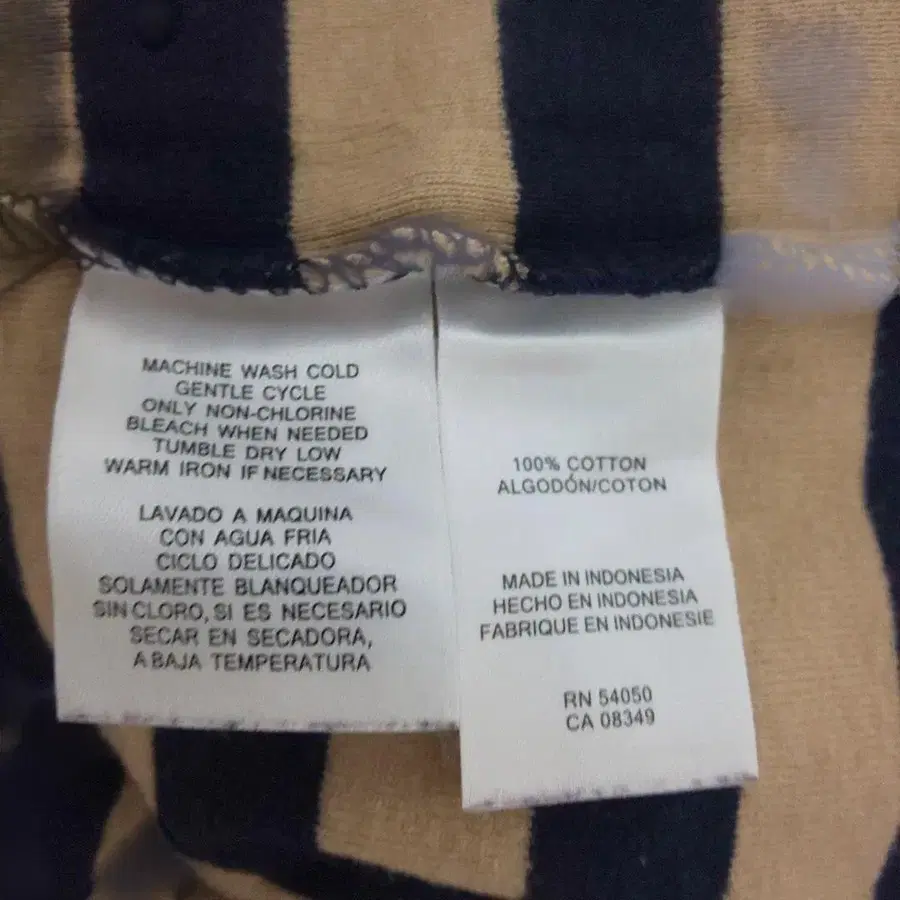 MACHINE WASH COLD
GENTLE CYCLE
ONLY NON-CHLORINE
BLEACH WHEN NEEDED
TUMBLE DRY LOW
WARM IRON IF NECESSARY
LAVADO A MAQUINA
CON AGUA FRIA
CICLO DELICADO
SOLAMENTE BLANQUEADOR
SIN CLORO, SI ES NECESARIO
SECAR EN SECADORA,
A BAJA TEMPERATURA
100% COTTON
ALGODÓN/COTON
MADE IN INDONESIA
HECHO EN INDONESIA
FABRIQUE EN INDONESIE
RN 54050
CA 08349